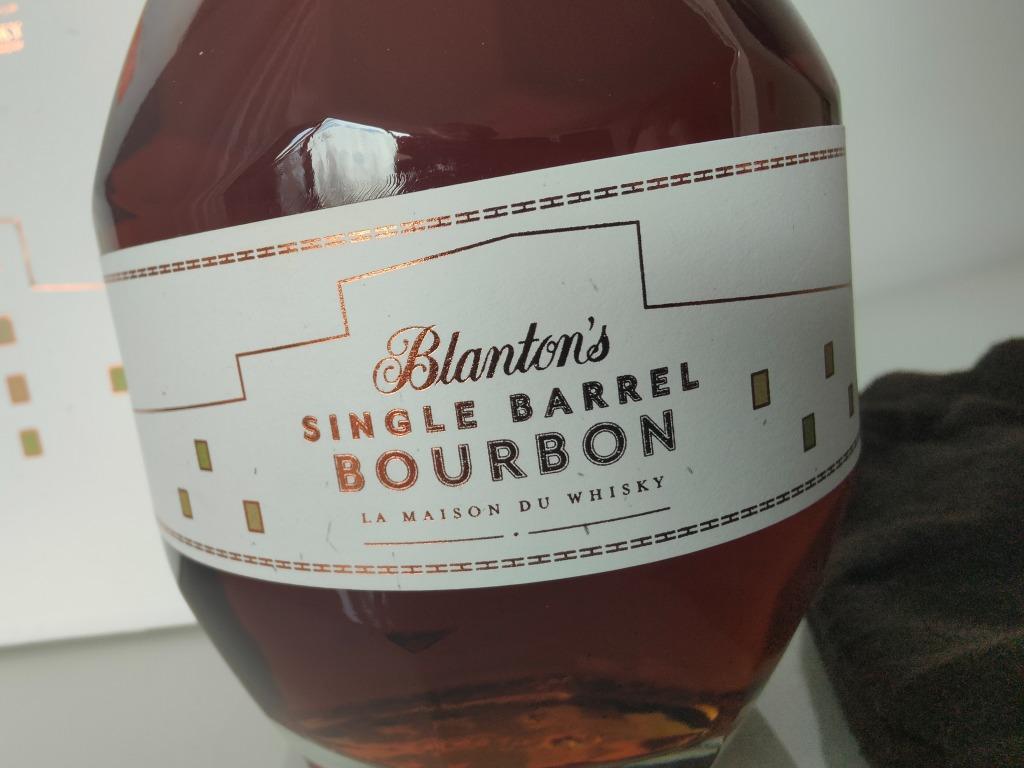 Blanton's
SINGLE BARREL
BOURBON
LA MAISON DU WHISKY